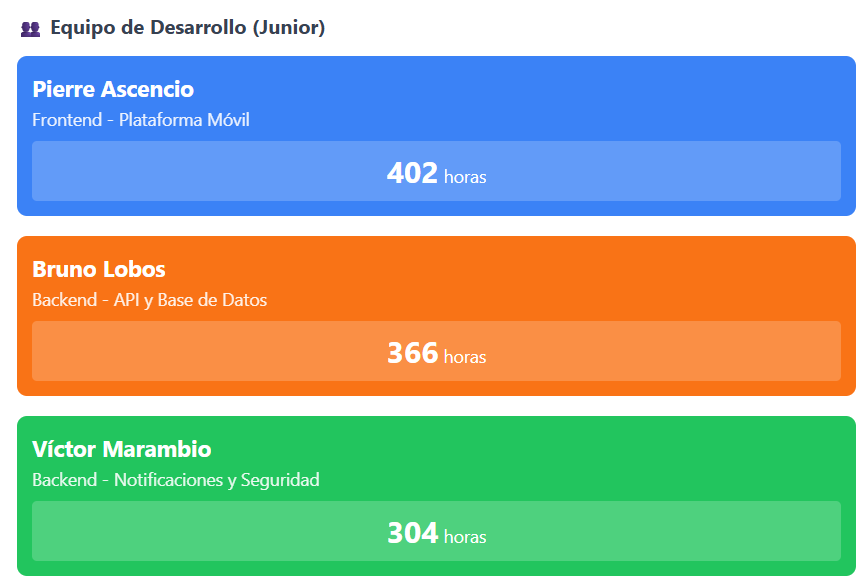 Equipo de Desarrollo (Junior)
Pierre Ascencio
Frontend - Plataforma Móvil
402 horas
Bruno Lobos
Backend - API y Base de Datos
366 horas
Víctor Marambio
Backend - Notificaciones y Seguridad
304 horas